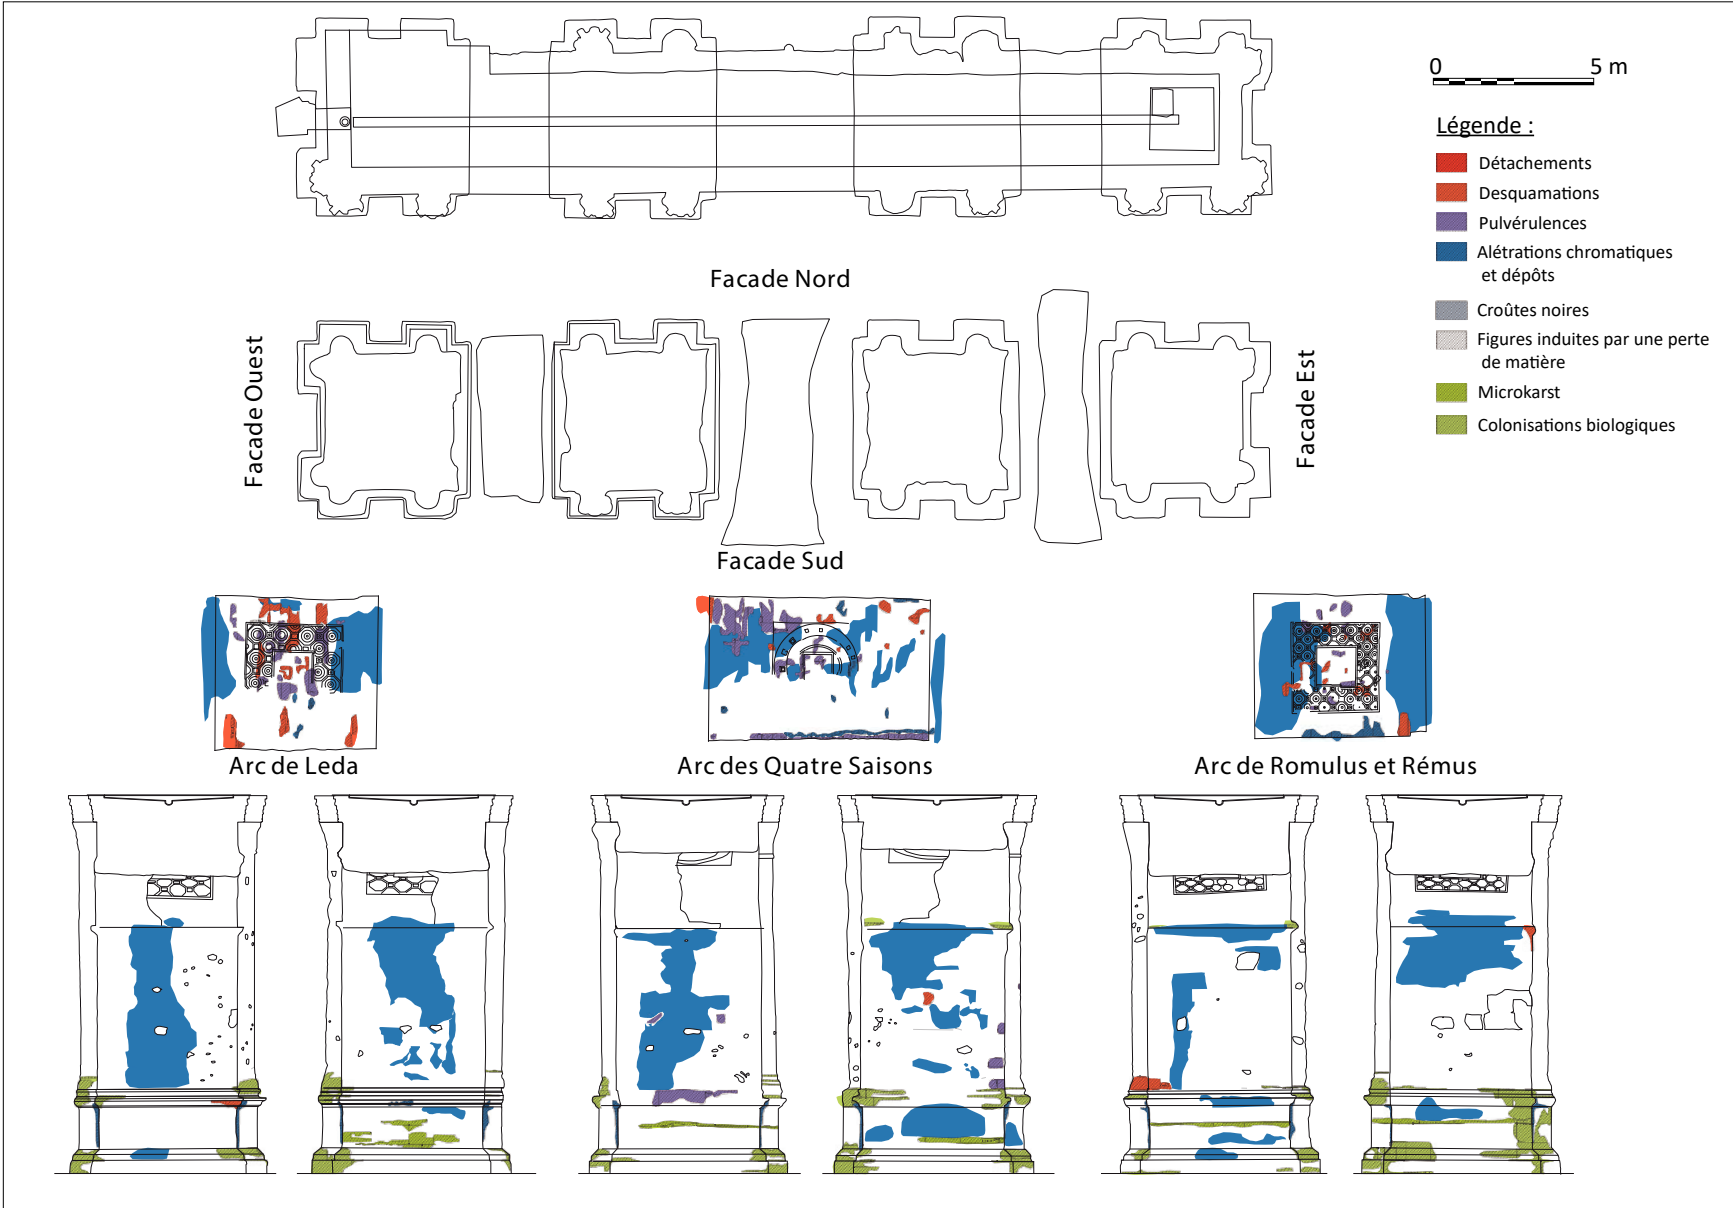 0 5 m
Légende :
Détachements
Desquamations
Pulvérulences
Alétrations chromatiques
et dépôts
Croûtes noires
Figures induites par une perte
de matière
Microkarst
Colonisations biologiques
Facade Nord
Facade Ouest
Facade Est
Facade Sud
Arc de Leda
Arc des Quatre Saisons
Arc de Romulus et Rémus